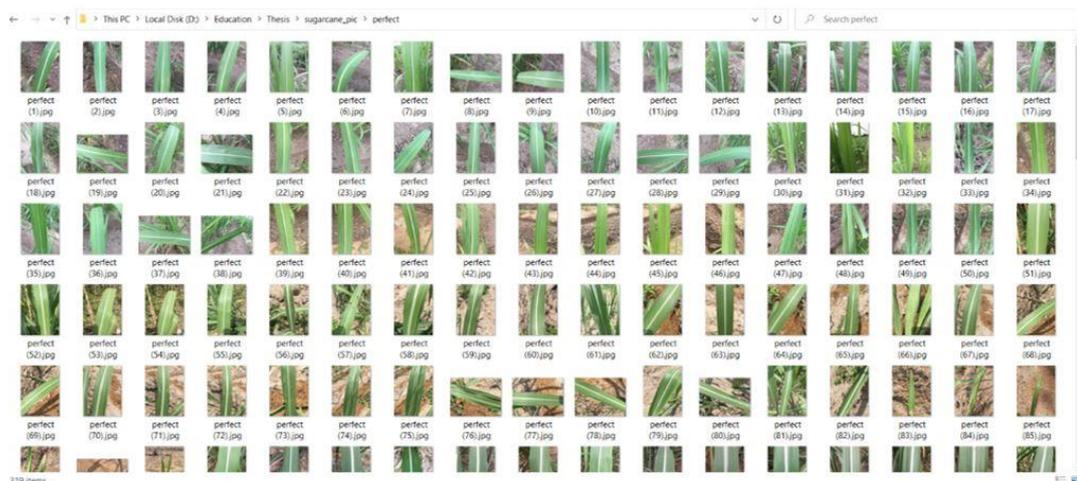 This PC > Local Disk (D:) > Education > Thesis > sugarcane_pic > perfect
Search perfect
perfect perfect perfect perfect perfect perfect perfect perfect perfect perfect perfect perfect perfect perfect perfect perfect perfect
(1).jpg (2).jpg (3).jpg (4).jpg (5).jpg (6).jpg (7).jpg (8).jpg (9).jpg (10).jpg (11).jpg (12).jpg (13).jpg (14).jpg (15).jpg (16).jpg (17).jpg
perfect perfect perfect perfect perfect perfect perfect perfect perfect perfect perfect perfect perfect perfect perfect perfect perfect
(18).jpg (19).jpg (20).jpg (21).jpg (22).jpg (23).jpg (24).jpg (25).jpg (26).jpg (27).jpg (28).jpg (29).jpg (30).jpg (31).jpg (32).jpg (33).jpg (34).jpg
perfect perfect perfect perfect perfect perfect perfect perfect perfect perfect perfect perfect perfect perfect perfect perfect perfect
(35).jpg (36).jpg (37).jpg (38).jpg (39).jpg (40).jpg (41).jpg (42).jpg (43).jpg (44).jpg (45).jpg (46).jpg (47).jpg (48).jpg (49).jpg (50).jpg (51).jpg
perfect perfect perfect perfect perfect perfect perfect perfect perfect perfect perfect perfect perfect perfect perfect perfect perfect
(52).jpg (53).jpg (54).jpg (55).jpg (56).jpg (57).jpg (58).jpg (59).jpg (60).jpg (61).jpg (62).jpg (63).jpg (64).jpg (65).jpg (66).jpg (67).jpg (68).jpg
perfect perfect perfect perfect perfect perfect perfect perfect perfect perfect perfect perfect perfect perfect perfect perfect perfect
(69).jpg (70).jpg (71).jpg (72).jpg (73).jpg (74).jpg (75).jpg (76).jpg (77).jpg (78).jpg (79).jpg (80).jpg (81).jpg (82).jpg (83).jpg (84).jpg (85).jpg
items